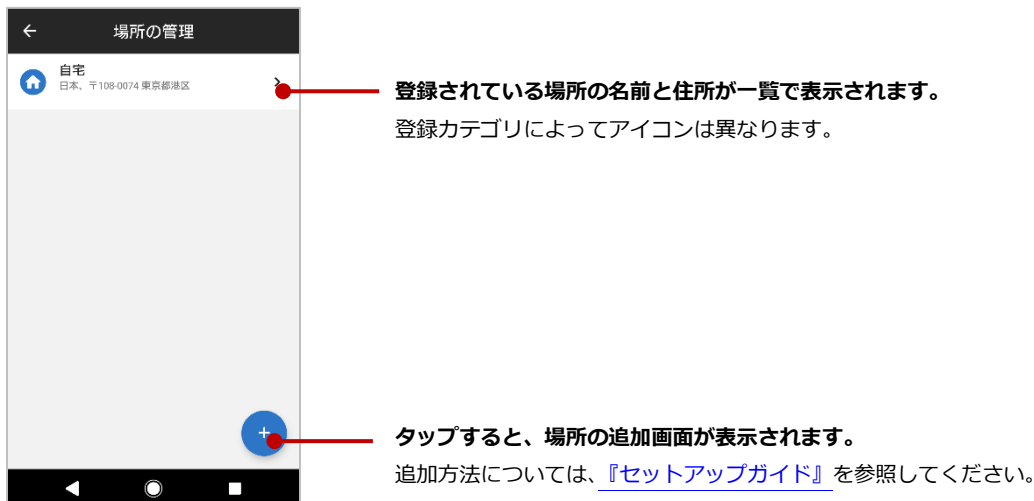 場所の管理
自宅
日本、〒108-0074 東京都港区
登録されている場所の名前と住所が一覧で表示されます。
登録カテゴリによってアイコンは異なります。
タップすると、場所の追加画面が表示されます。
追加方法については、『セットアップガイド』を参照してください。